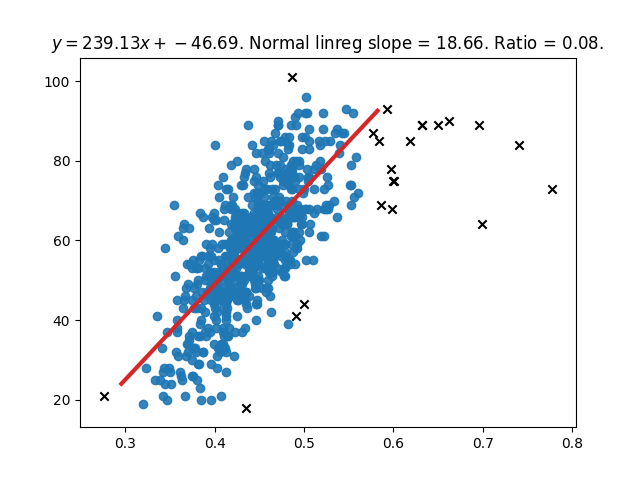 y = 239.13x + −46.69. Normal linreg slope = 18.66. Ratio = 0.08.
100
80
60
40
20
0.3 0.4 0.5 0.6 0.7 0.8